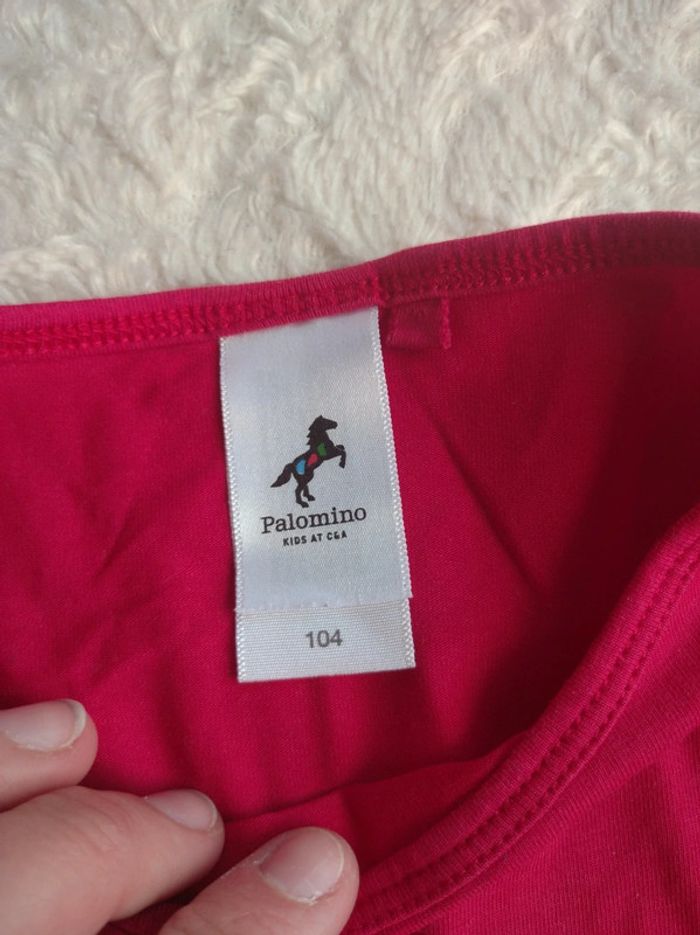 Palomino
KIDS AT C&A
104